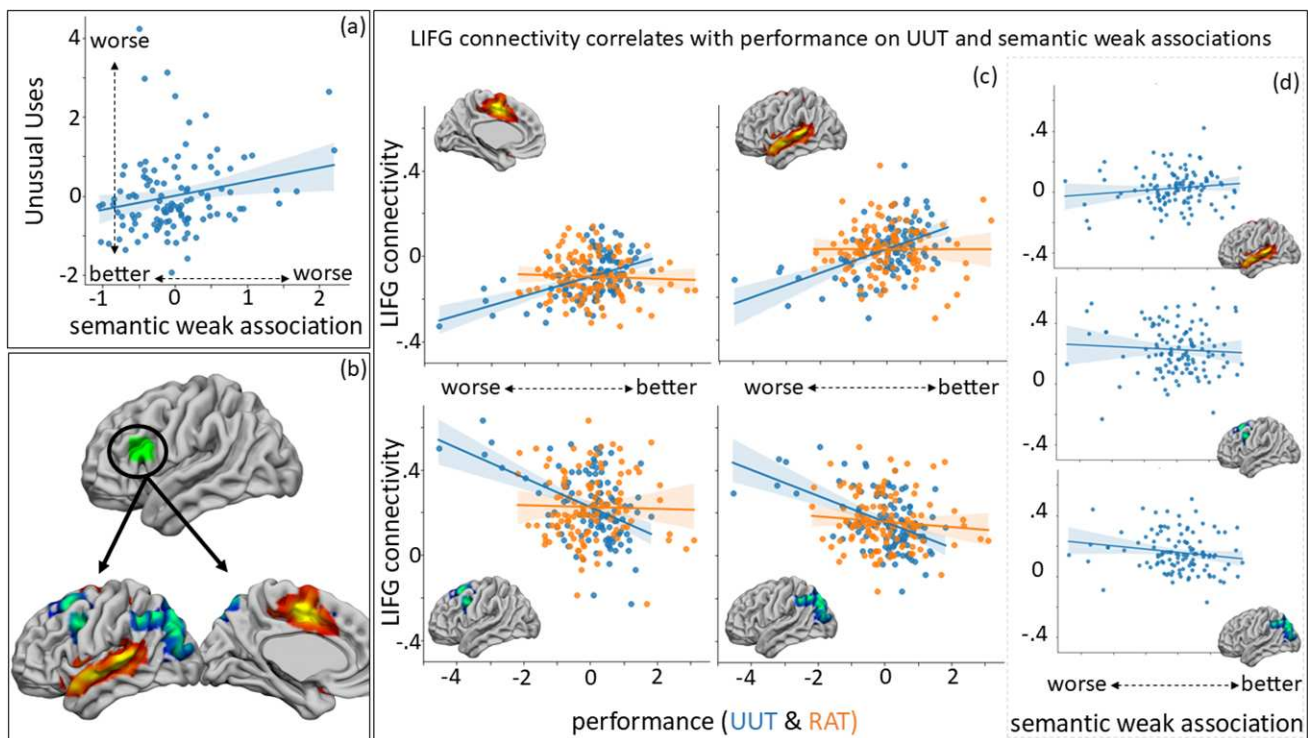 (a)
4
worse
2
0
-2
better
worse
-1
0
1
2
Unusual Uses
semantic weak association
(b)
LIFG connectivity correlates with performance on UUT and semantic weak associations
(c)
LIFG connectivity
.4
0
-.4
worse
better
worse
better
LIFG connectivity
.4
0
-.4
-4
-2
0
2
-4
-2
0
2
performance (UUT & RAT)
(d)
.4
0
-.4
.4
0
-.4
.4
0
-.4
worse
better
semantic weak association